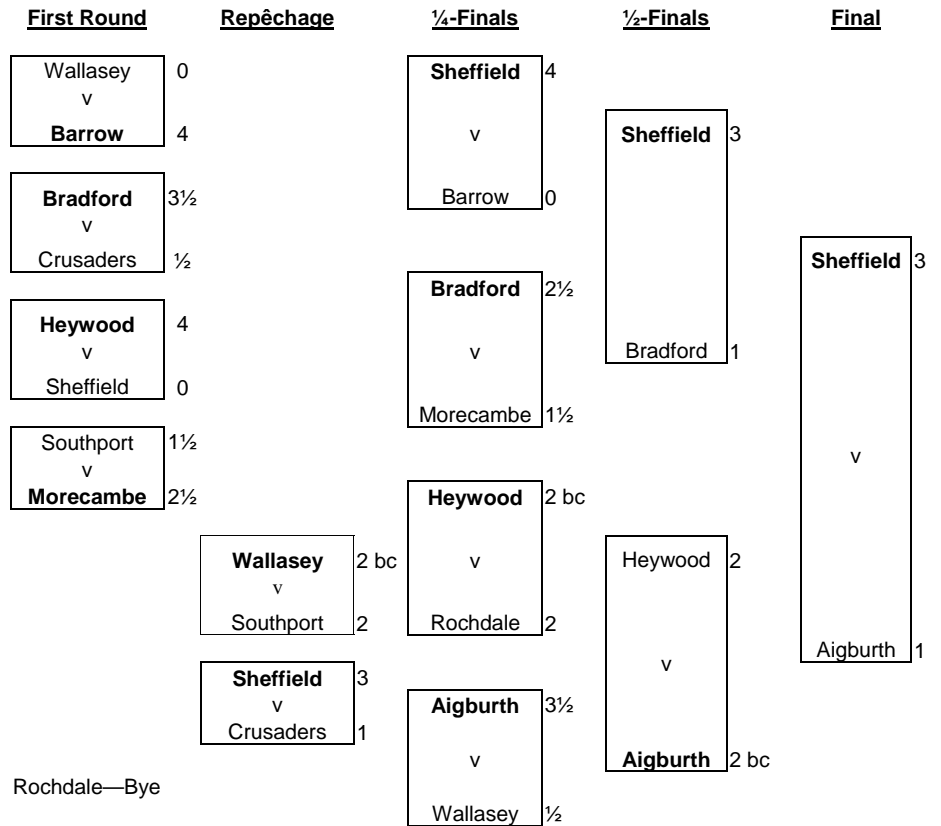 First Round
Wallasey 0
v
Barrow 4
Bradford 3½
v
Crusaders ½
Heywood 4
v
Sheffield 0
Southport 1½
v
Morecambe 2½
Rochdale—Bye
Repêchage
Wallasey 2 bc
v
Southport 2
Sheffield 3
v
Crusaders 1
¼-Finals
Sheffield 4
v
Barrow 0
Bradford 2½
v
Morecambe 1½
Heywood 2 bc
v
Rochdale 2
Aigburth 3½
v
Wallasey ½
½-Finals
Sheffield 3
Bradford 1
Heywood 2
v
Aigburth 2 bc
Final
Sheffield 3
v
Aigburth 1